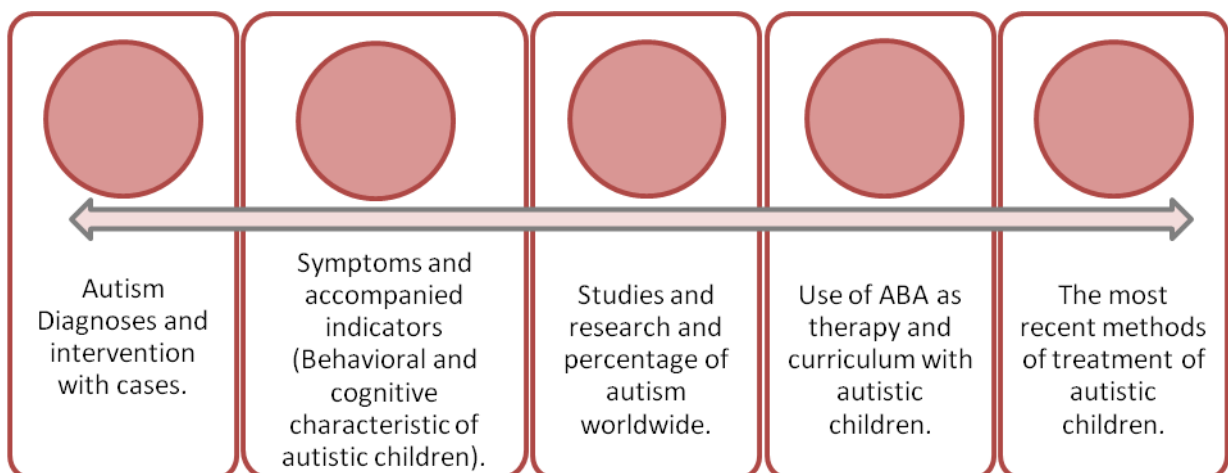 Autism
Diagnoses and
intervention
with cases.
Symptoms and
accompanied
indicators
(Behavioral and
cognitive
characteristic of
autistic children).
Studies and
research and
percentage of
autism
worldwide.
Use of ABA as
therapy and
curriculum with
autistic
children.
The most
recent methods
of treatment of
autistic
children.